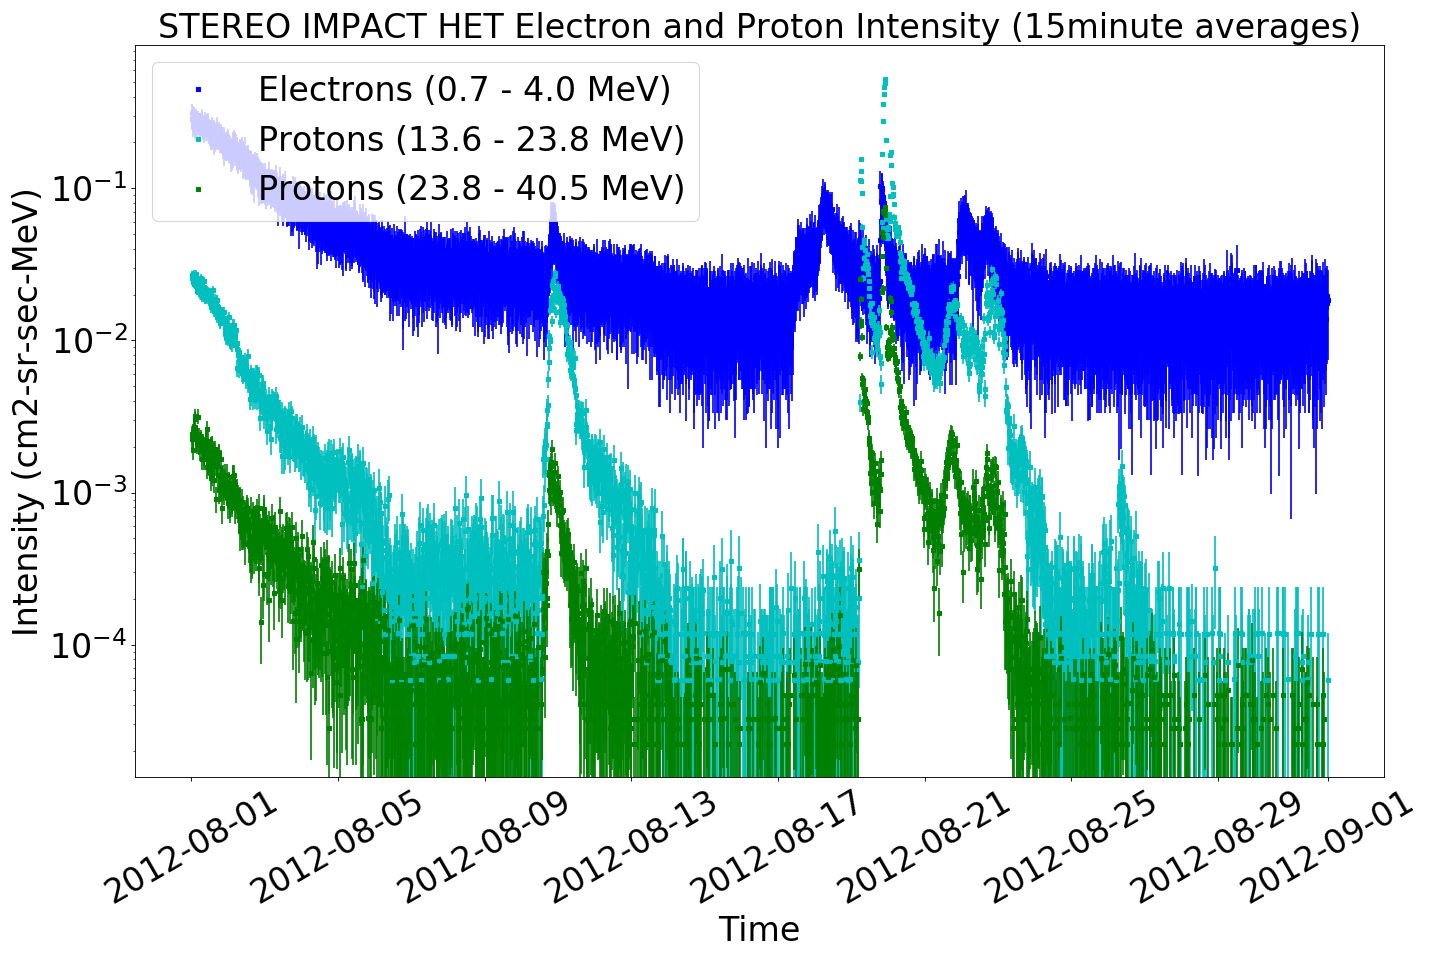 STEREO IMPACT HET Electron and Proton Intensity (15minute averages)
Electrons (0.7 - 4.0 MeV)
Protons (13.6 - 23.8 MeV)
Protons (23.8 - 40.5 MeV)
Intensity (cm2-sr-sec-MeV)
10⁻¹
10⁻²
10⁻³
10⁻⁴
2012-08-01
2012-08-05
2012-08-09
2012-08-13
2012-08-17
2012-08-21
2012-08-25
2012-08-29
2012-09-01
Time